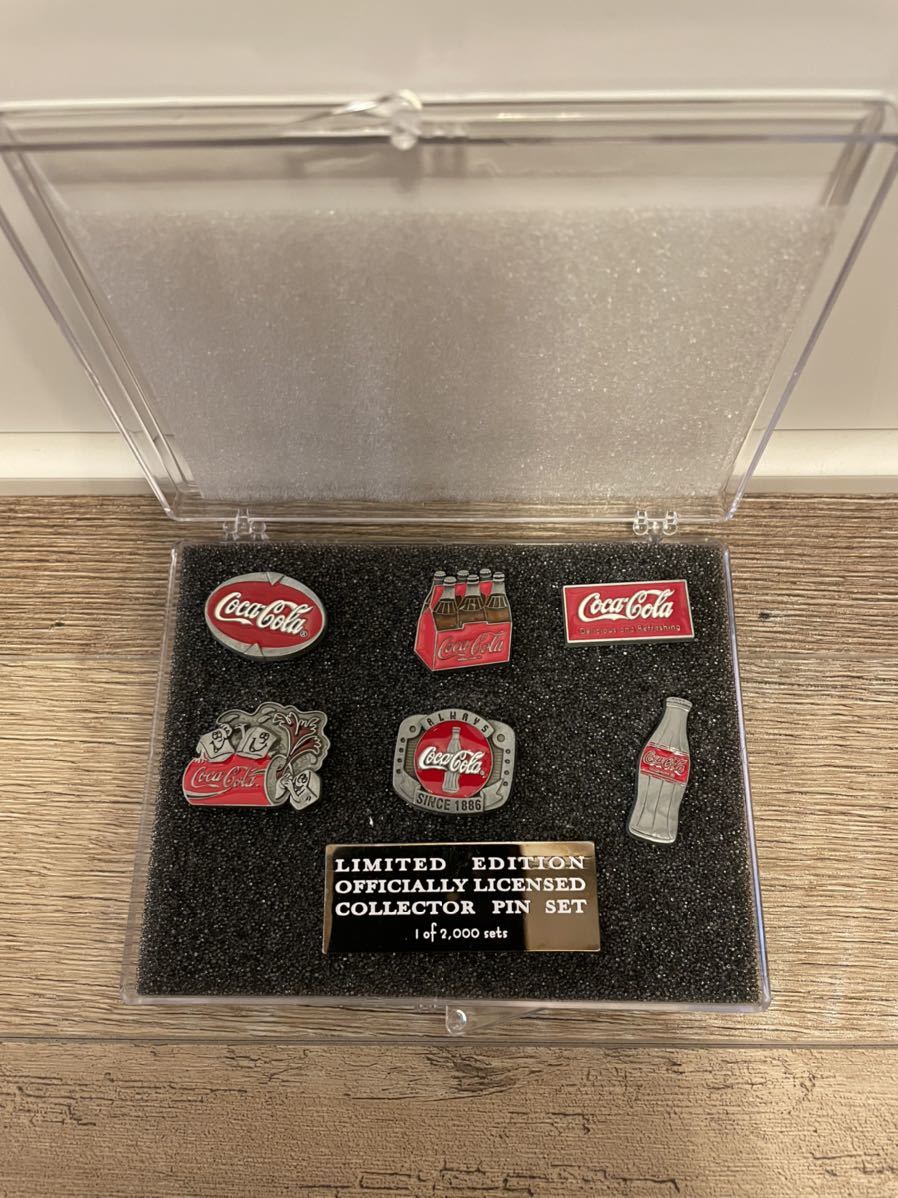 Coca-Cola®
Coca-Cola
Coca-Cola
Delicious and Refreshing
Coca-Cola
ALWAYS
Coca-Cola
SINCE 1886
Coca-Cola
LIMITED EDITION
OFFICIALLY LICENSED
COLLECTOR PIN SET
1 of 2,000 sets